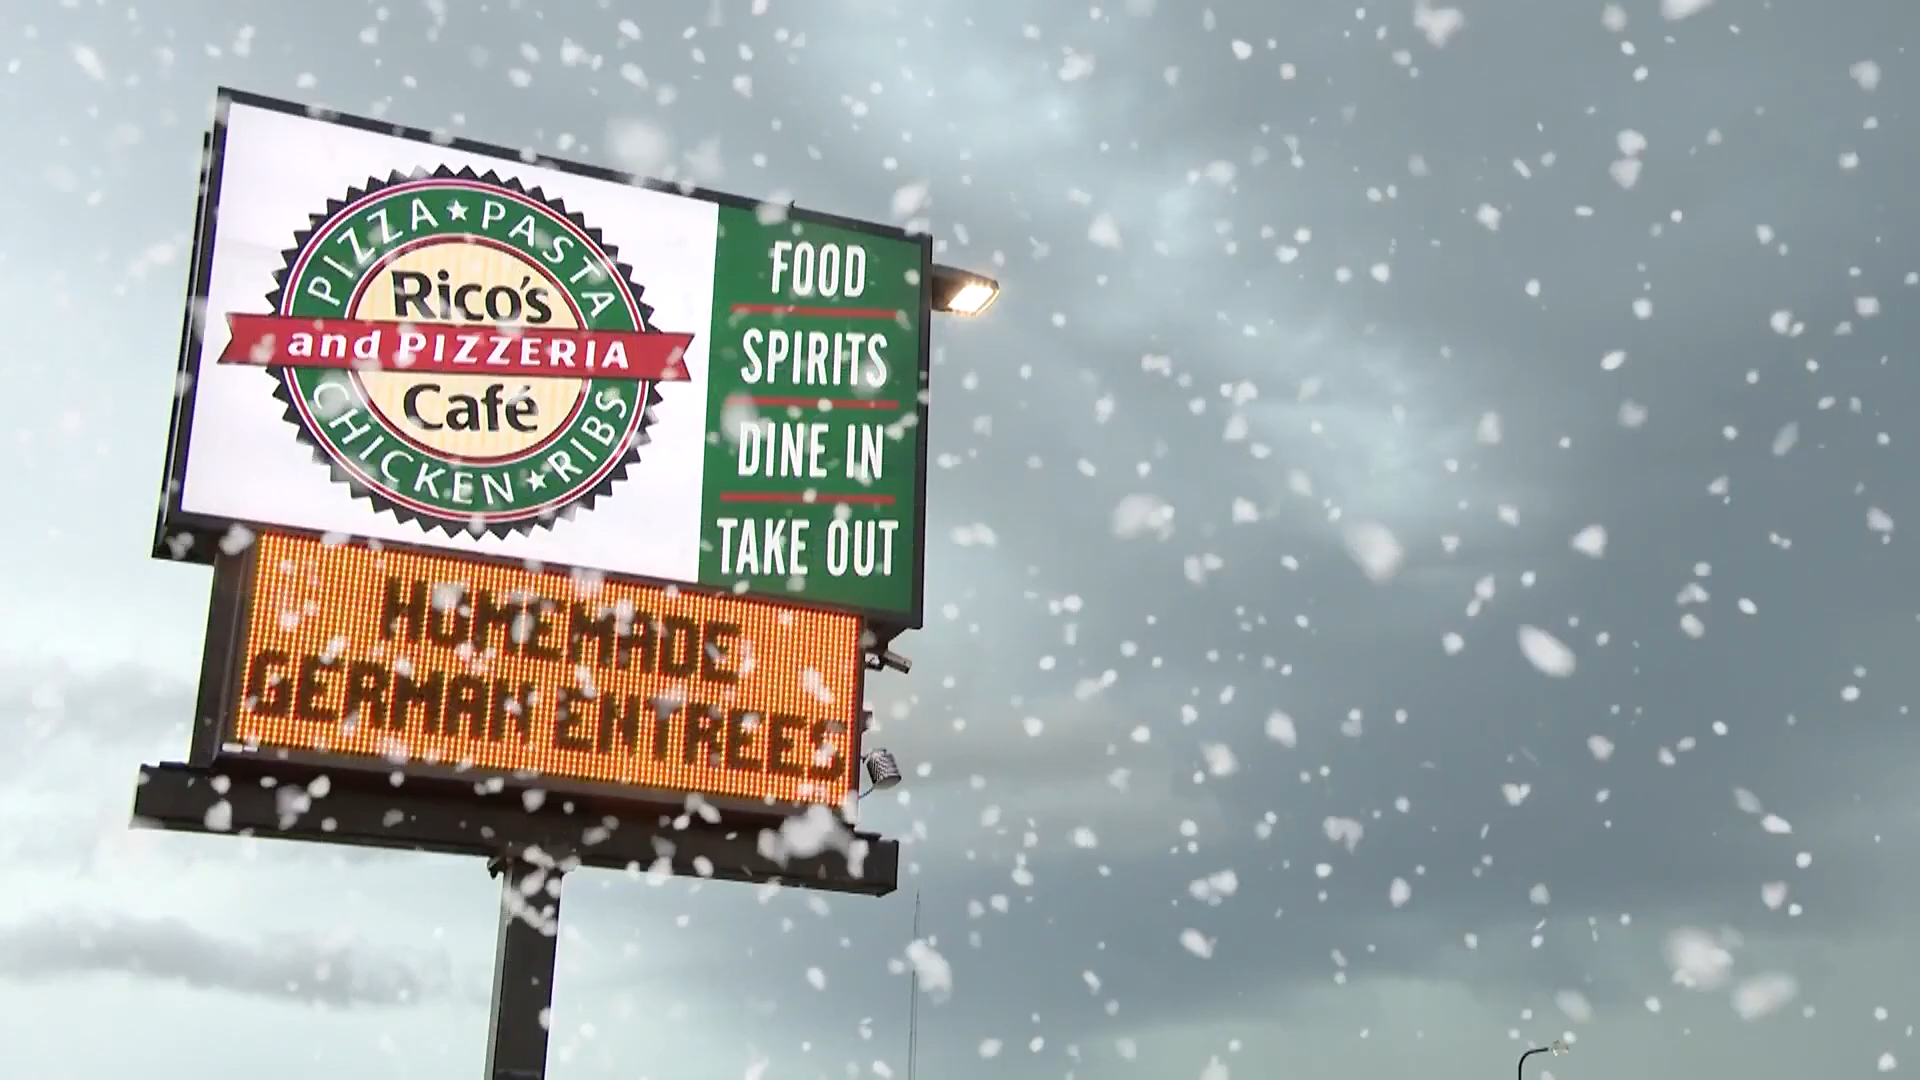 PIZZA ★ PASTA
Rico's
and PIZZERIA
Café
CHICKEN ★ RIBS
FOOD
SPIRITS
DINE IN
TAKE OUT
HOMEMADE
GERMAN ENTREES